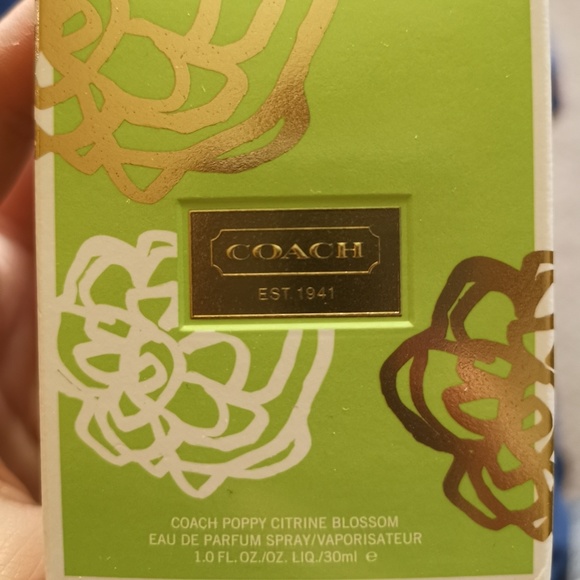 COACH
EST. 1941
COACH POPPY CITRINE BLOSSOM
EAU DE PARFUM SPRAY/VAPORISATEUR
1.0 FL. OZ./OZ. LIQ./30ml ℮